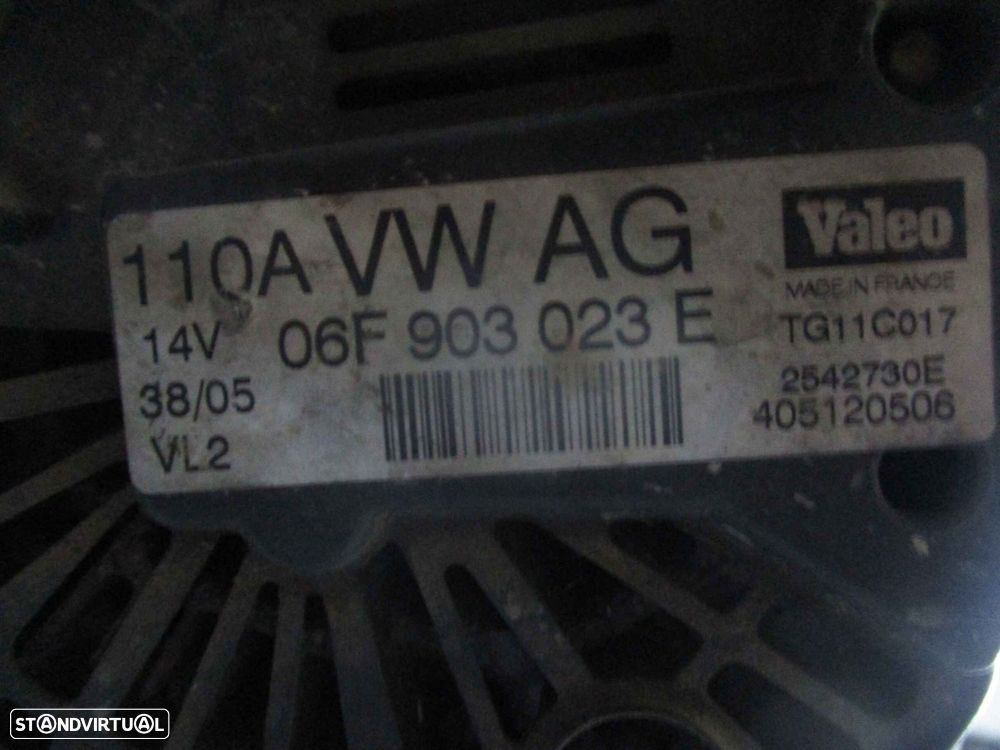 110A VW AG
14V 06F 903 023 E
38/05
VL2
Valeo
MADE IN FRANCE
TG11C017
2542730E
405120506
STANDVIRTUAL